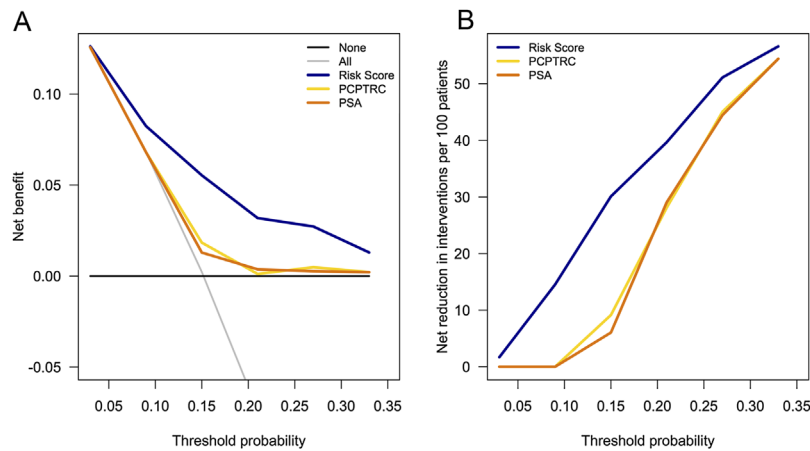 A
None
All
Risk Score
PCPTRC
PSA
Net benefit
0.10
0.05
0.00
-0.05
0.05 0.10 0.15 0.20 0.25 0.30 0.35
Threshold probability
B
Risk Score
PCPTRC
PSA
Net reduction in interventions per 100 patients
50
40
30
20
10
0
0.05 0.10 0.15 0.20 0.25 0.30 0.35
Threshold probability